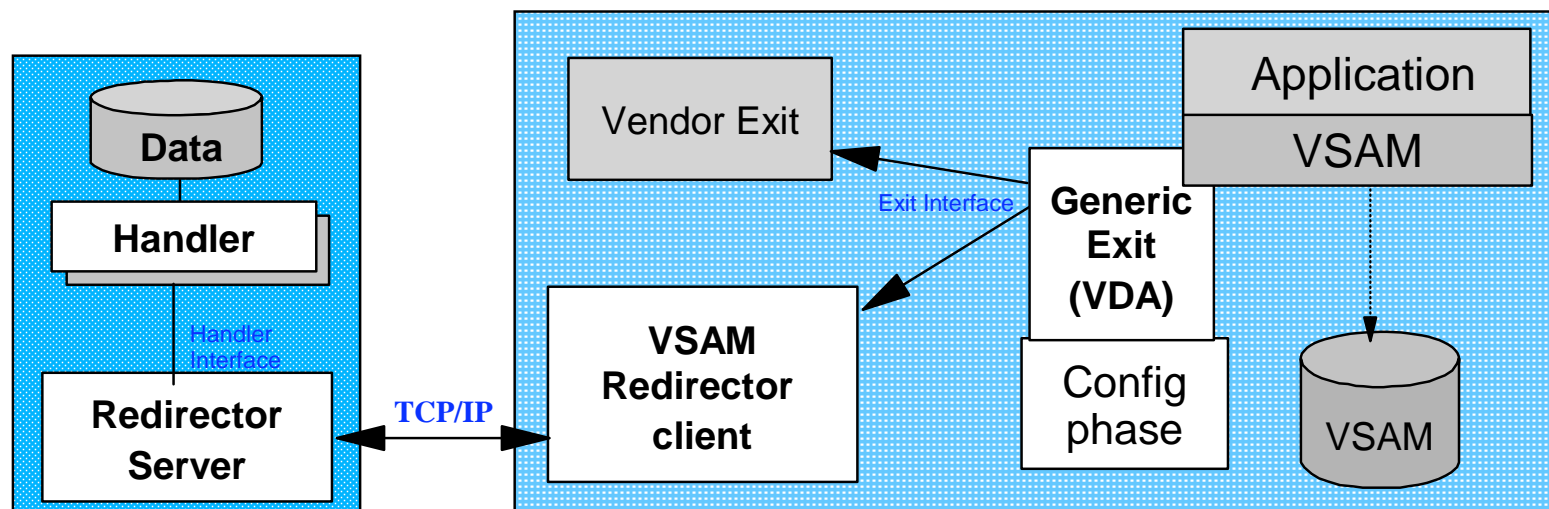 Data
Handler
Handler
Interface
Redirector
Server
TCP/IP
Vendor Exit
Exit Interface
VSAM
Redirector
client
Generic
Exit
(VDA)
Config
phase
Application
VSAM
VSAM